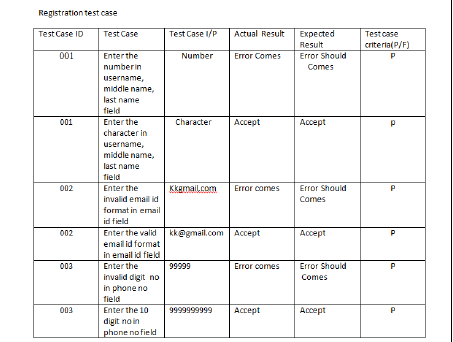 Registration test case
Test Case ID Test Case Test Case I/P Actual Result Expected Result Test case criteria(P/F)
001 Enter the number in username, middle name, last name field Number Error Comes Error Should Comes P
001 Enter the character in username, middle name, last name field Character Accept Accept p
002 Enter the invalid email id format in email id field Kkgmail.com Error comes Error Should Comes P
002 Enter the valid email id format in email id field kk@gmail.com Accept Accept P
003 Enter the invalid digit no in phone no field 99999 Error comes Error Should Comes P
003 Enter the 10 digit no in phone no field 9999999999 Accept Accept P